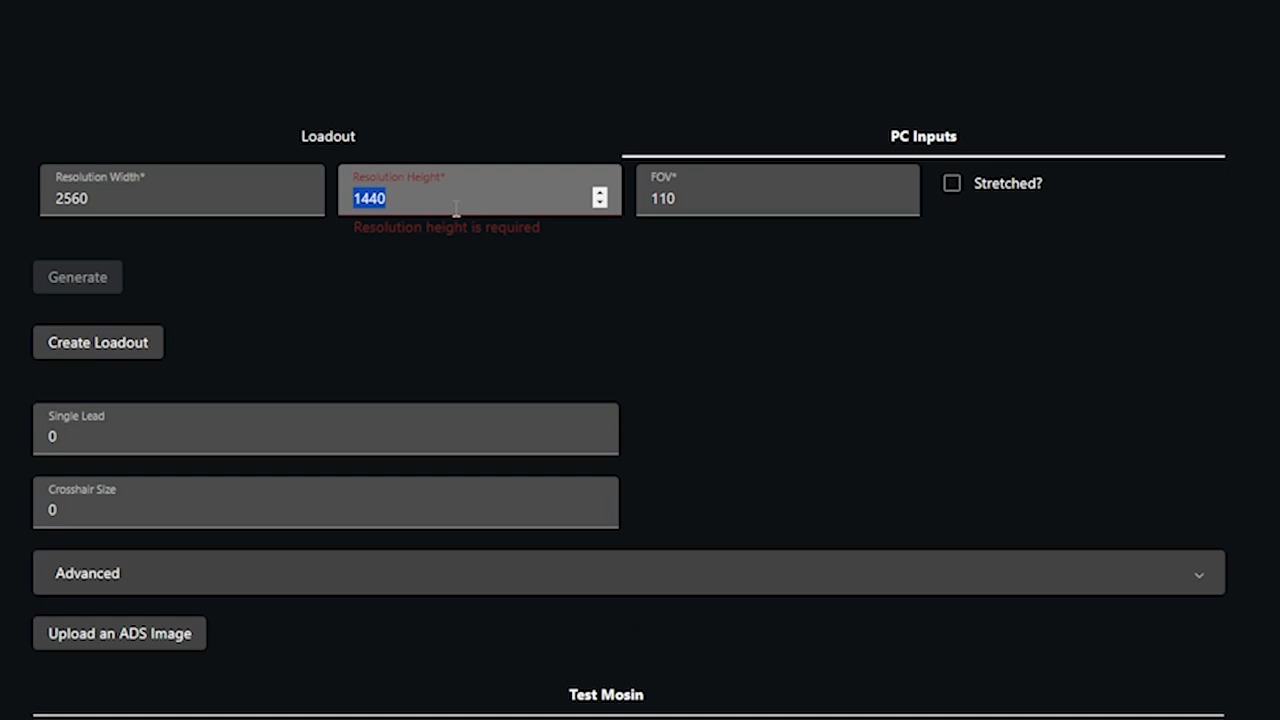 Loadout
PC Inputs
Resolution Width*
2560
Resolution Height*
1440
Resolution height is required
FOV*
110
Stretched?
Generate
Create Loadout
Single Lead
0
Crosshair Size
0
Advanced
Upload an ADS Image
Test Mosin